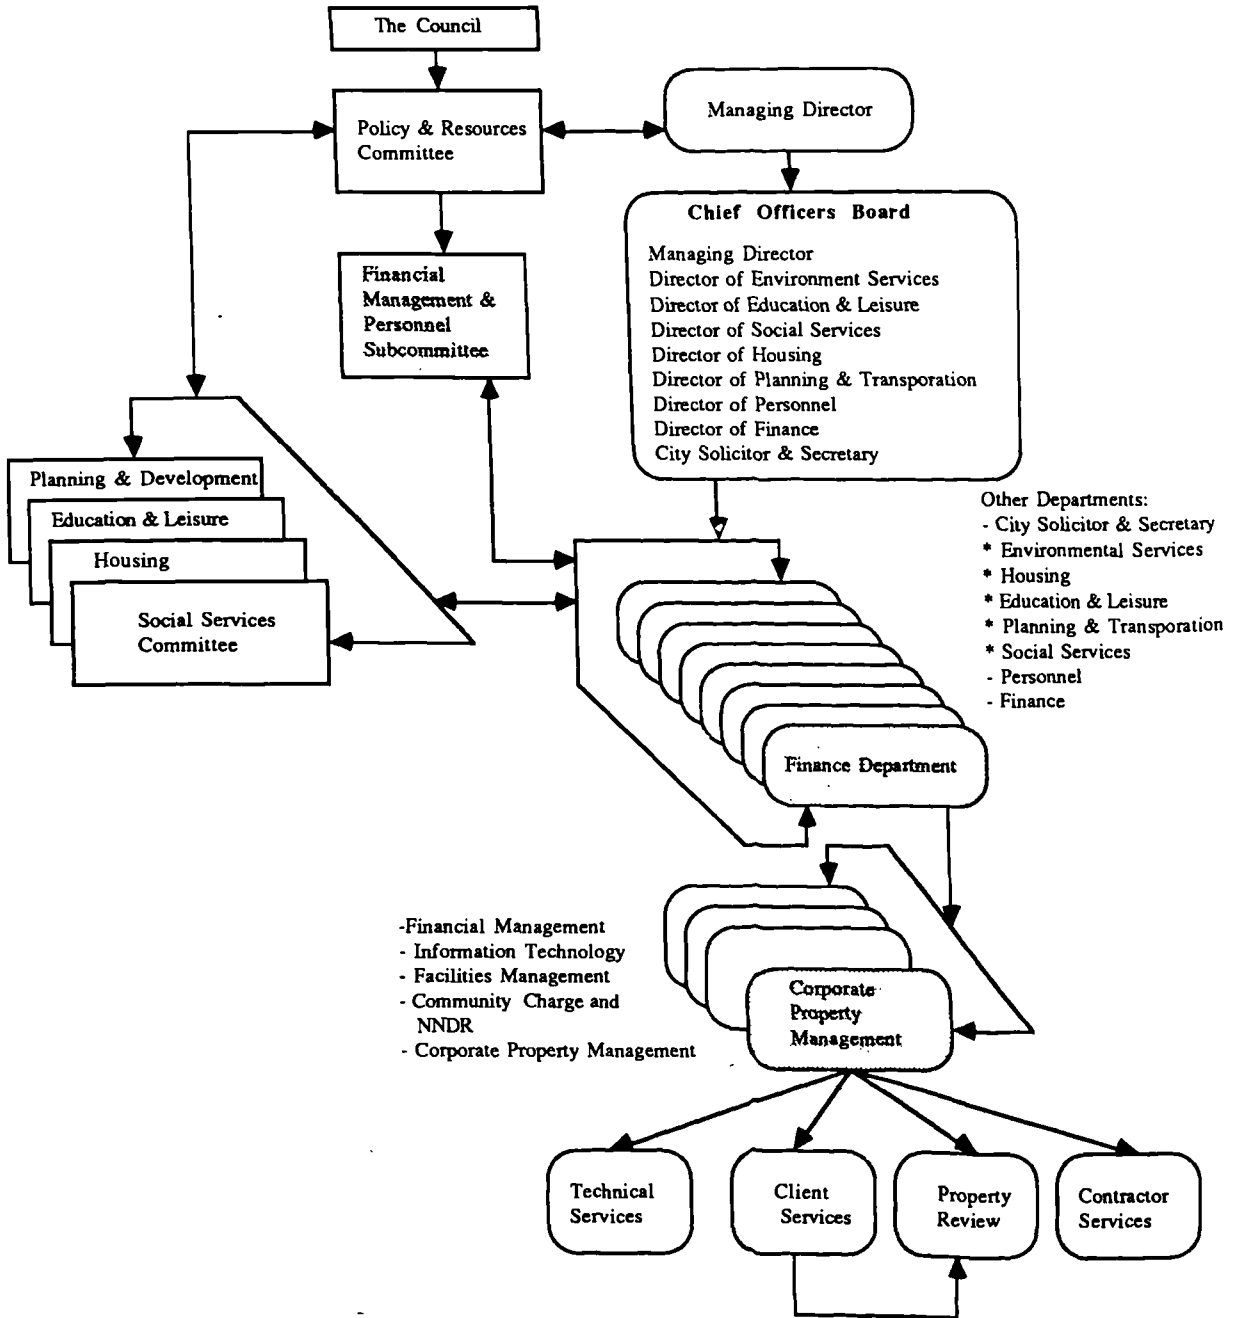 The Council
Policy & Resources
Committee
Managing Director
Chief Officers Board
Managing Director
Director of Environment Services
Director of Education & Leisure
Director of Social Services
Director of Housing
Director of Planning & Transporation
Director of Personnel
Director of Finance
City Solicitor & Secretary
Financial
Management &
Personnel
Subcommittee
Planning & Development
Education & Leisure
Housing
Social Services
Committee
Other Departments:
- City Solicitor & Secretary
* Environmental Services
* Housing
* Education & Leisure
* Planning & Transporation
* Social Services
- Personnel
- Finance
Finance Department
-Financial Management
- Information Technology
- Facilities Management
- Community Charge and
NNDR
- Corporate Property Management
Corporate
Property
Management
Technical
Services
Client
Services
Property
Review
Contractor
Services